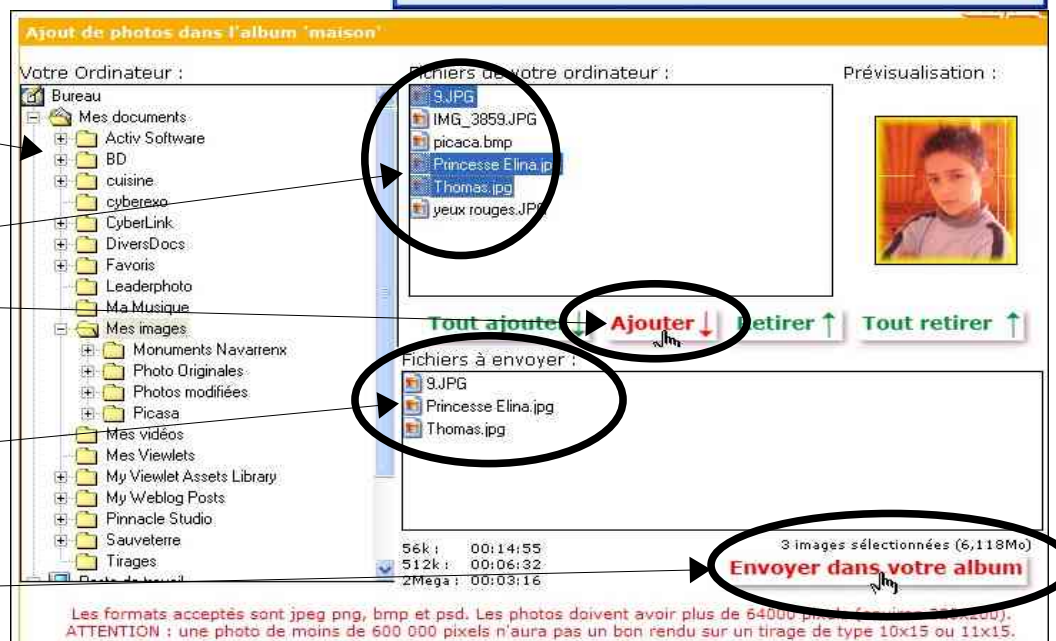 Ajout de photos dans l'album 'maison'
Votre Ordinateur :
Bureau
Mes documents
Activ Software
BD
cuisine
cyberexo
CyberLink
DiversDocs
Favoris
Leaderphoto
Ma Musique
Mes images
Monuments Navarrenx
Photo Originales
Photos modifiées
Picasa
Mes vidéos
Mes Viewlets
My Viewlet Assets Library
My Weblog Posts
Pinnacle Studio
Sauveterre
Tirages
Poste de travail
Fichiers de votre ordinateur :
9.JPG
IMG_3859.JPG
picaca.bmp
Princesse Elina.jp
Thomas.jpg
yeux rouges.JPG
Prévisualisation :
Tout ajouter ↓ Ajouter ↓ Retirer ↑ Tout retirer ↑
Fichiers à envoyer :
9.JPG
Princesse Elina.jpg
Thomas.jpg
56k : 00:14:55
512k : 00:06:32
2Mega : 00:03:16
3 images sélectionnées (6,118Mo)
Envoyer dans votre album
Les formats acceptés sont jpeg png, bmp et psd. Les photos doivent avoir plus de 64000 pixels (environ
ATTENTION : une photo de moins de 600 000 pixels n'aura pas un bon rendu sur un tirage de type 10x15 ou 11x15.